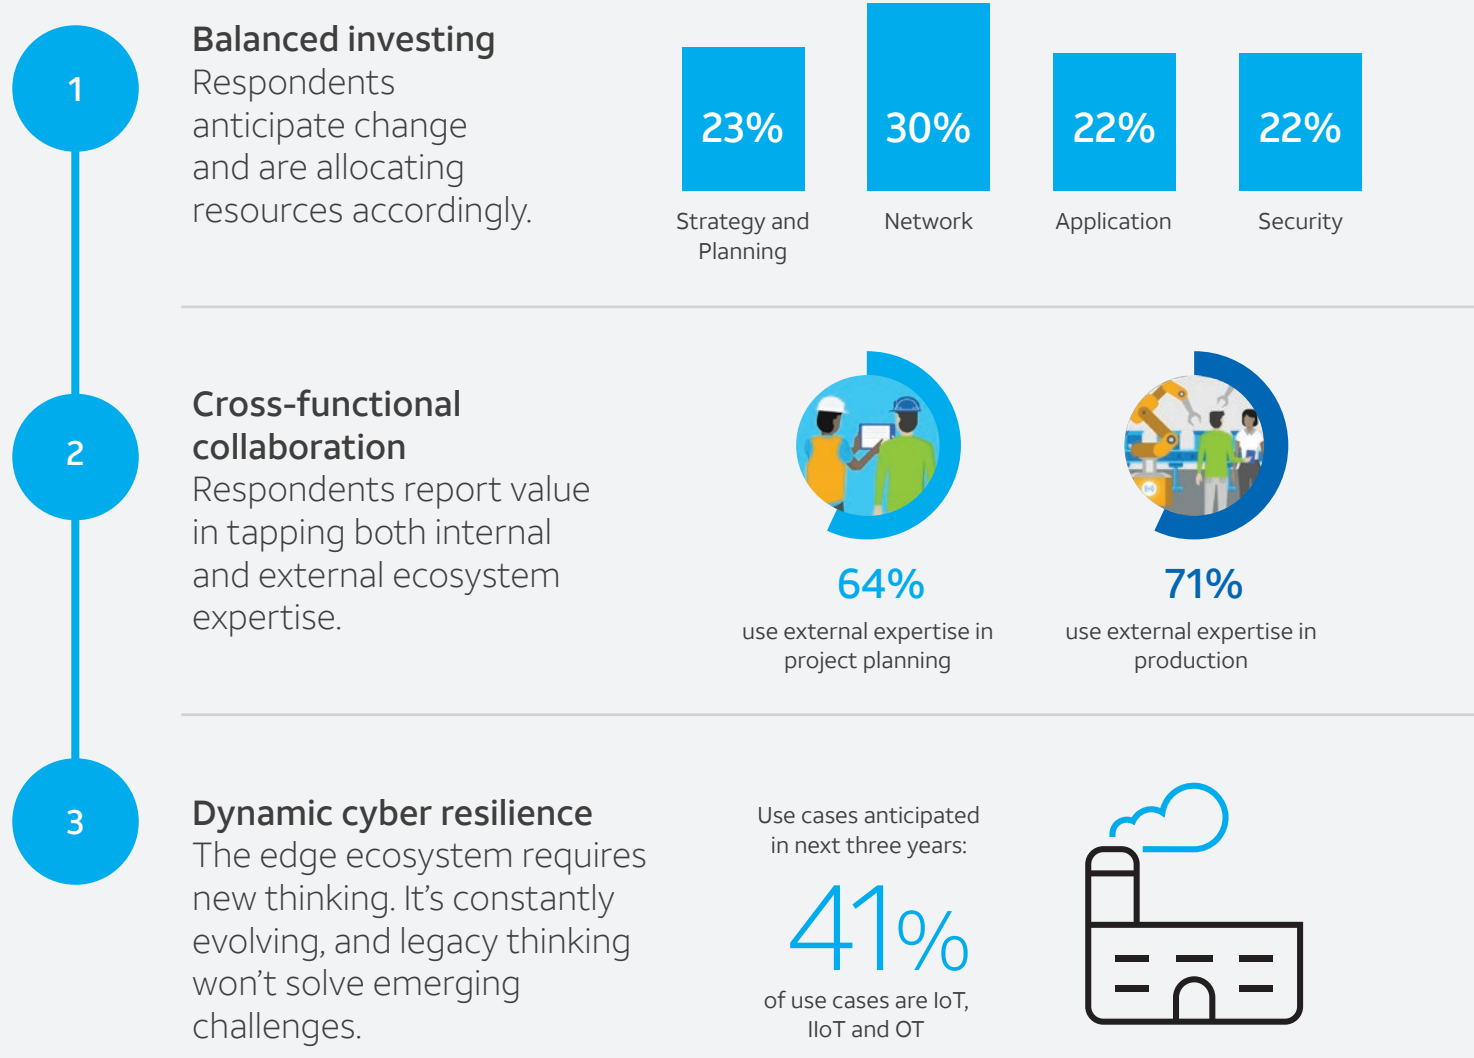 1
Balanced investing
Respondents
anticipate change
and are allocating
resources accordingly.
23%
30%
22%
22%
Strategy and
Planning
Network
Application
Security
2
Cross-functional
collaboration
Respondents report value
in tapping both internal
and external ecosystem
expertise.
64%
use external expertise in
project planning
71%
use external expertise in
production
3
Dynamic cyber resilience
The edge ecosystem requires
new thinking. It’s constantly
evolving, and legacy thinking
won’t solve emerging
challenges.
Use cases anticipated
in next three years:
41%
of use cases are IoT,
IIoT and OT